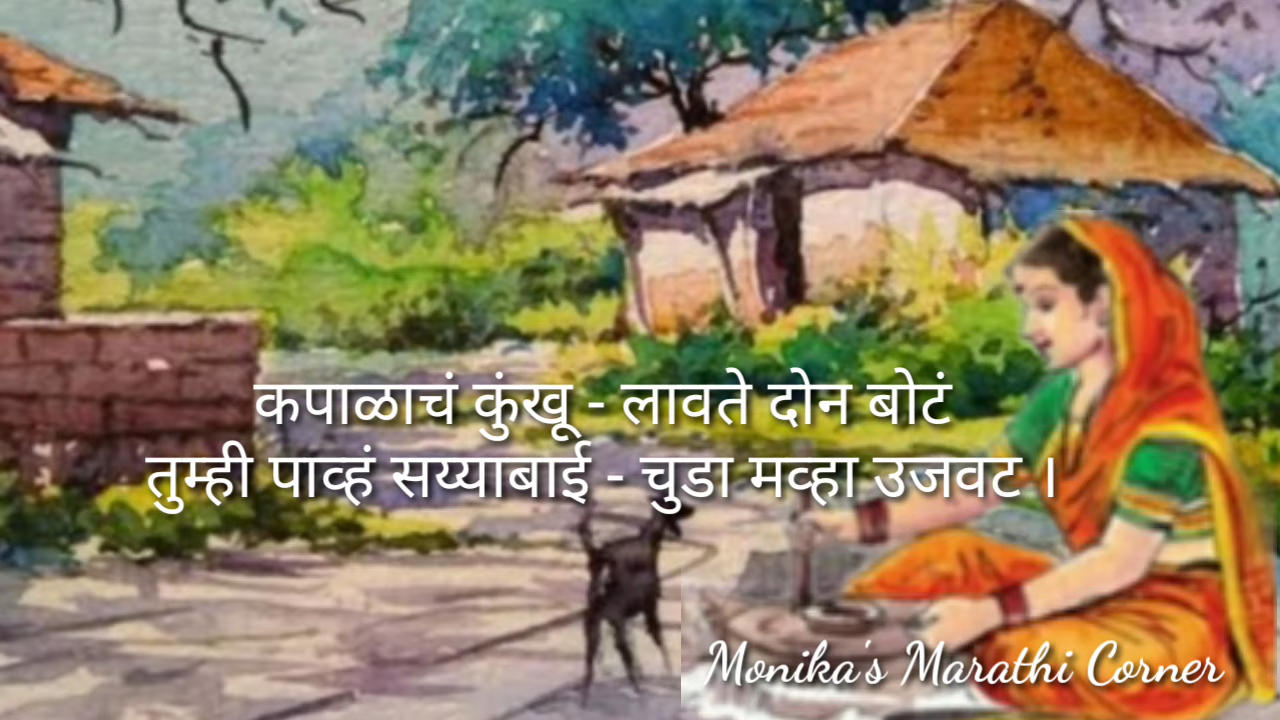 कपाळाचं कुंखू - लावते दोन बोटं
तुम्ही पाव्हं सय्याबाई - चुडा मव्हा उजवट ।
Monika's Marathi Corner